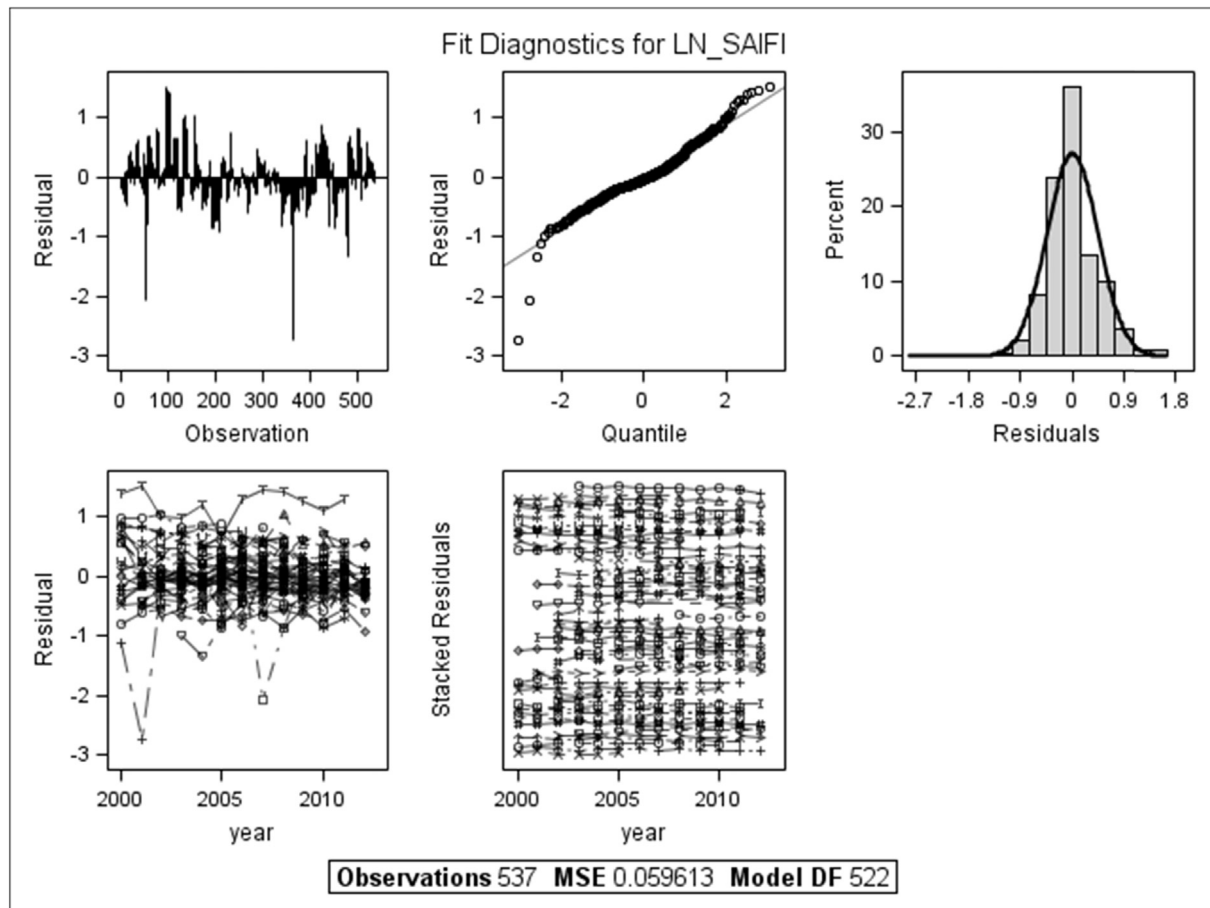 Fit Diagnostics for LN_SAIFI
Residual
1
0
-1
-2
-3
0 100 200 300 400 500
Observation
Residual
1
0
-1
-2
-3
-2 0 2
Quantile
Percent
30
20
10
0
-2.7 -1.8 -0.9 0 0.9 1.8
Residuals
Residual
1
0
-1
-2
-3
2000 2005 2010
year
Stacked Residuals
2000 2005 2010
year
Observations 537 MSE 0.059613 Model DF 522